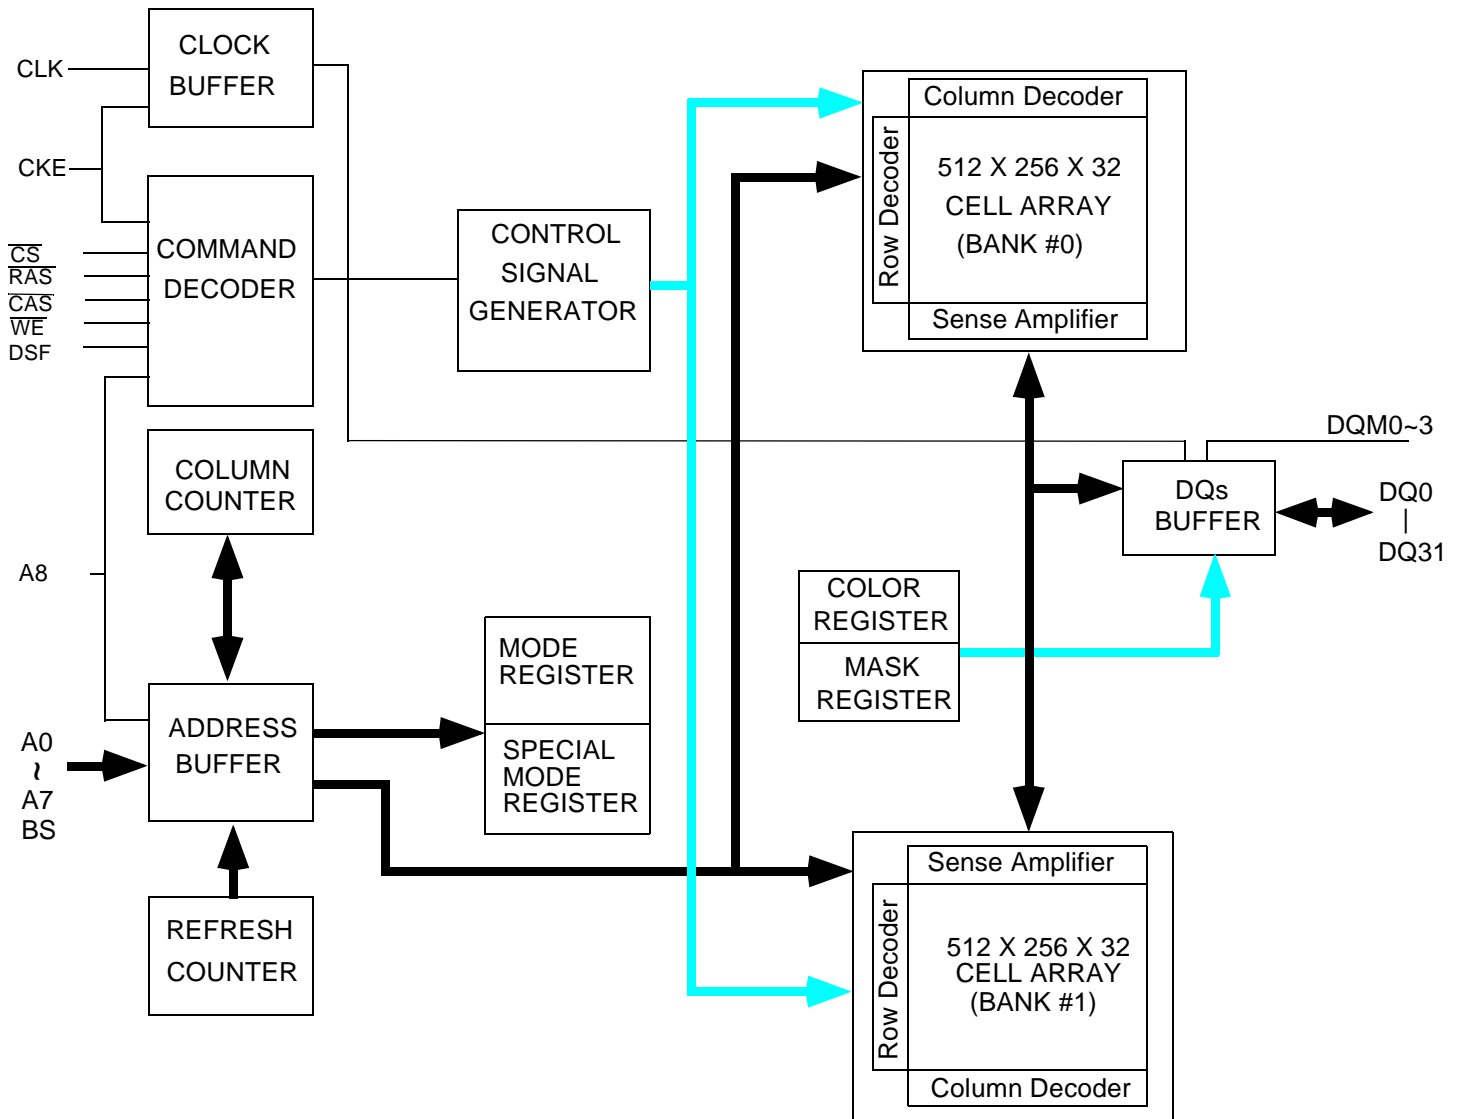 CLK
CLOCK
BUFFER
CKE
CS
RAS
CAS
WE
DSF
COMMAND
DECODER
CONTROL
SIGNAL
GENERATOR
Column Decoder
Row Decoder
512 X 256 X 32
CELL ARRAY
(BANK #0)
Sense Amplifier
COLUMN
COUNTER
A8
DQM0~3
DQs
BUFFER
DQ0
|
DQ31
COLOR
REGISTER
MASK
REGISTER
MODE
REGISTER
SPECIAL
MODE
REGISTER
A0
~
A7
BS
ADDRESS
BUFFER
REFRESH
COUNTER
Sense Amplifier
Row Decoder
512 X 256 X 32
CELL ARRAY
(BANK #1)
Column Decoder